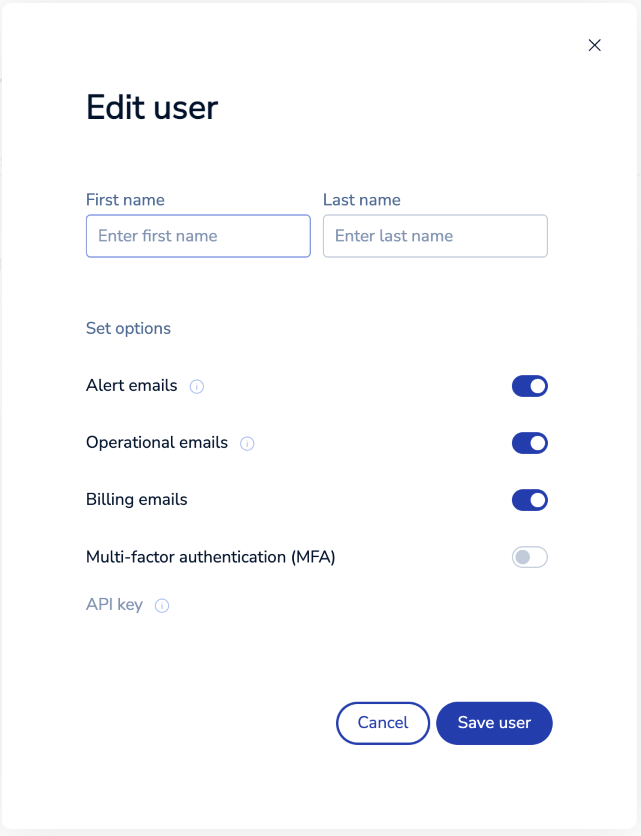 Edit user
First name Last name
Enter first name Enter last name
Set options
Alert emails
Operational emails
Billing emails
Multi-factor authentication (MFA)
API key
Cancel Save user